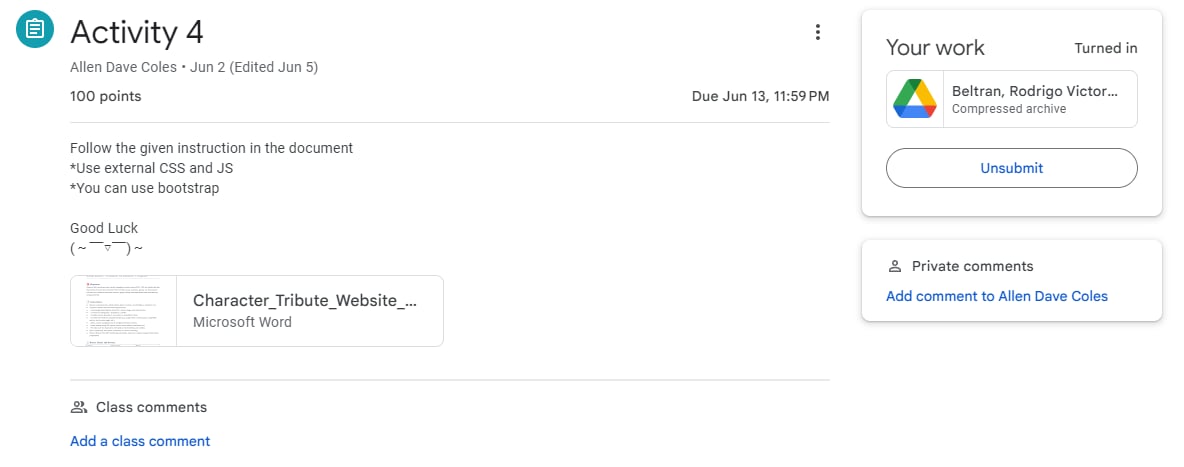 Activity 4
Allen Dave Coles • Jun 2 (Edited Jun 5)
100 points
Due Jun 13, 11:59 PM
Follow the given instruction in the document
*Use external CSS and JS
*You can use bootstrap
Good Luck
(~￣▽￣)~
Character_Tribute_Website_...
Microsoft Word
Class comments
Add a class comment
Your work
Turned in
Beltran, Rodrigo Victor...
Compressed archive
Unsubmit
Private comments
Add comment to Allen Dave Coles